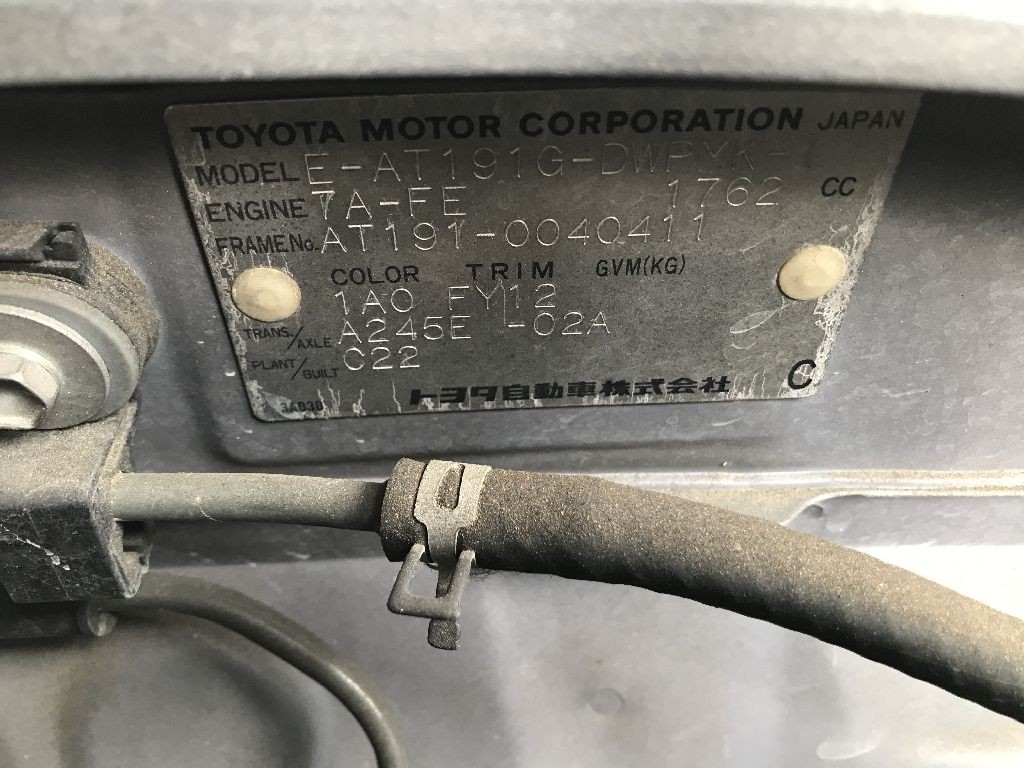 TOYOTA MOTOR CORPORATION JAPAN
MODEL E-AT191G-DWPMK-I
ENGINE 7A-FE 1762 CC
FRAME No. AT191-0040411
COLOR TRIM GVM(KG)
1A0 FY12
TRANS./AXLE A245E -02A
PLANT/BUILT C22
トヨタ自動車株式会社 C